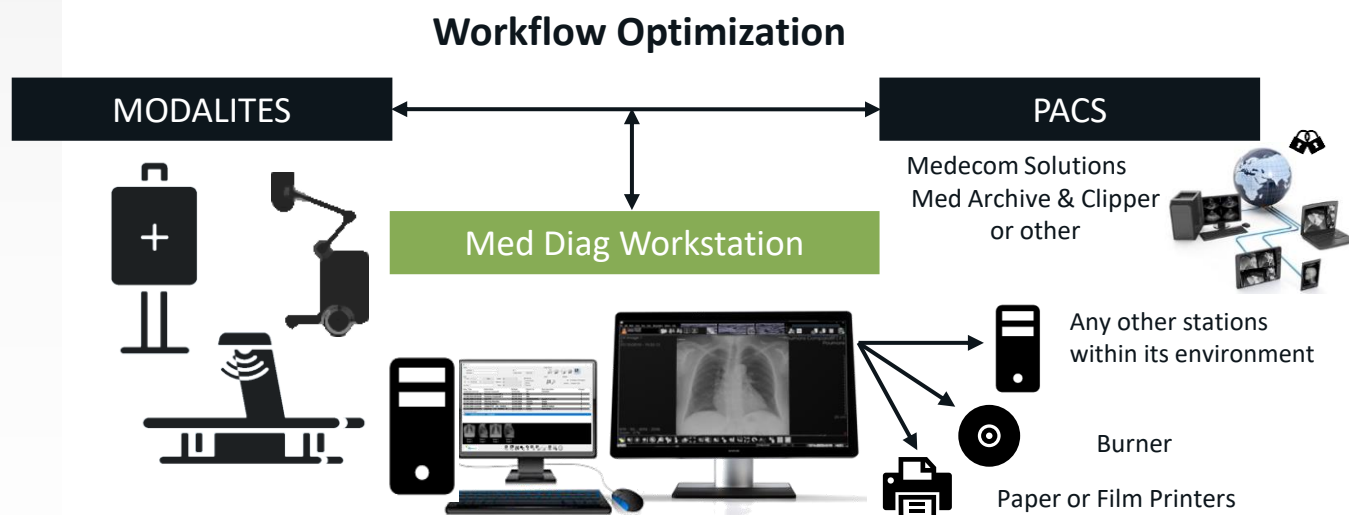 Workflow Optimization
MODALITES
PACS
Medecom Solutions
Med Archive & Clipper
or other
Med Diag Workstation
Any other stations
within its environment
Burner
Paper or Film Printers